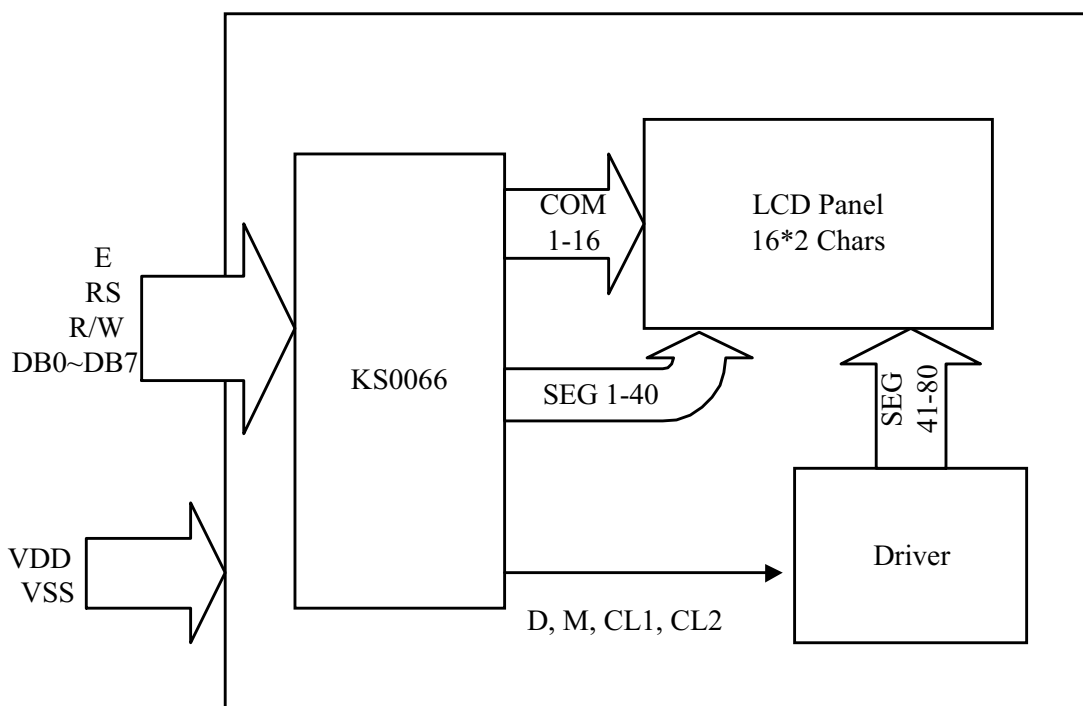 E
RS
R/W
DB0~DB7
VDD
VSS
KS0066
COM
1-16
SEG 1-40
LCD Panel
16*2 Chars
SEG
41-80
Driver
D, M, CL1, CL2